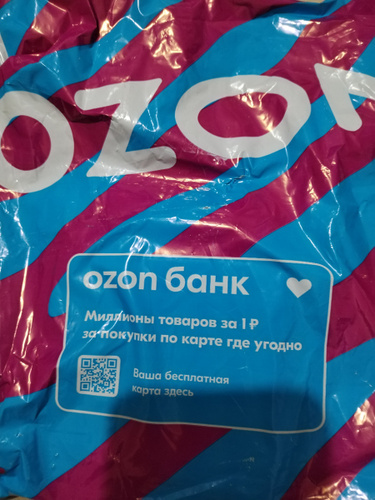 ozon
ozon банк
Миллионы товаров за 1 ₽
за покупки по карте где угодно
Ваша бесплатная
карта здесь